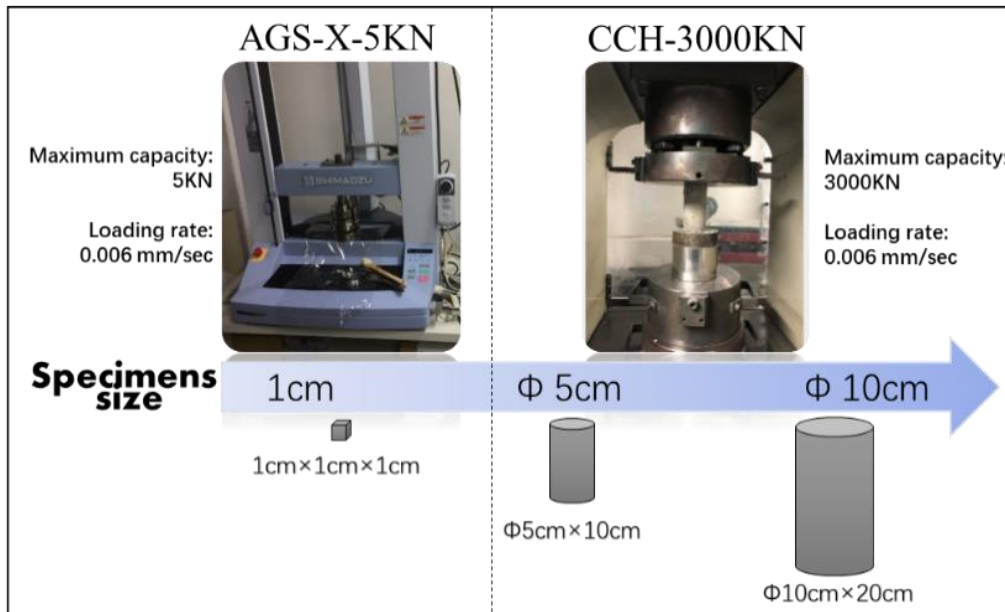 AGS-X-5KN
CCH-3000KN
Maximum capacity:
5KN
Loading rate:
0.006 mm/sec
SHIMADZU
Maximum capacity:
3000KN
Loading rate:
0.006 mm/sec
Specimens
size
1cm
Φ 5cm
Φ 10cm
1cm×1cm×1cm
Φ5cm×10cm
Φ10cm×20cm